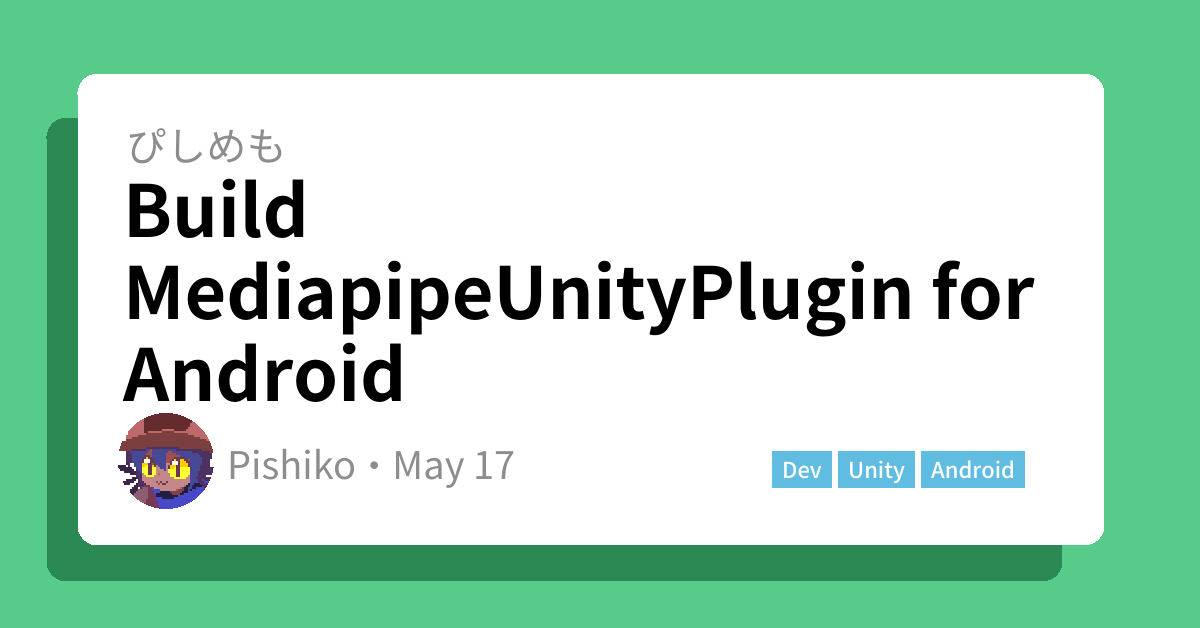 ぴしめも
Build
MediapipeUnityPlugin for
Android
Pishiko・May 17
Dev Unity Android